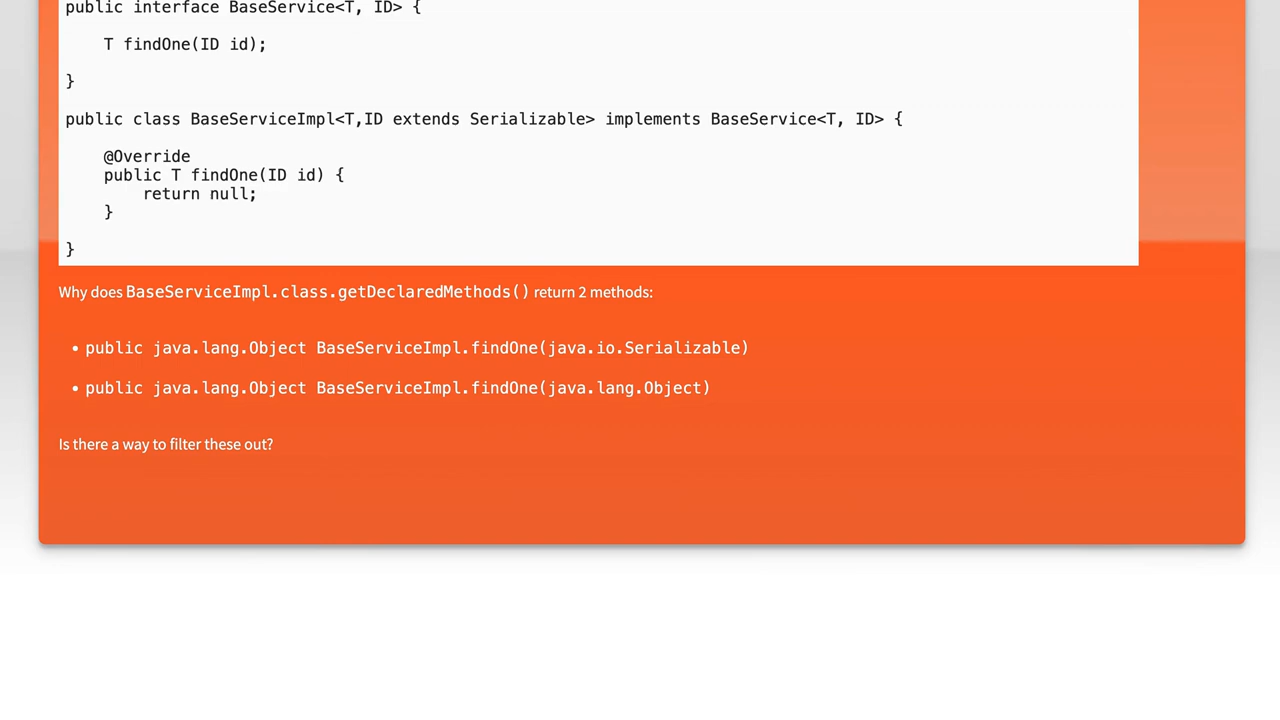 public interface BaseService<T, ID> {
T findOne(ID id);
}
public class BaseServiceImpl<T,ID extends Serializable> implements BaseService<T, ID> {
@Override
public T findOne(ID id) {
return null;
}
}
Why does BaseServiceImpl.class.getDeclaredMethods() return 2 methods:
• public java.lang.Object BaseServiceImpl.findOne(java.io.Serializable)
• public java.lang.Object BaseServiceImpl.findOne(java.lang.Object)
Is there a way to filter these out?